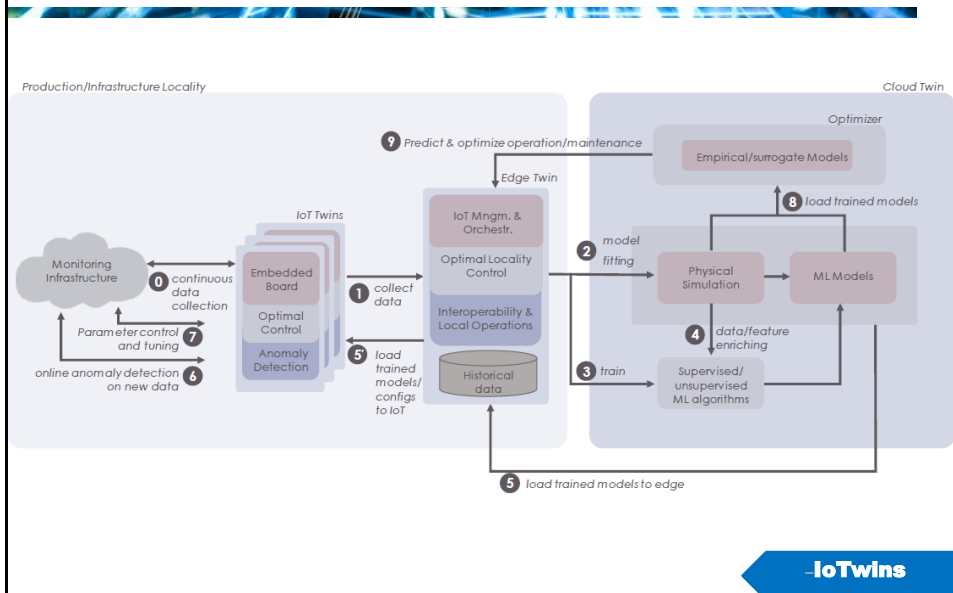 Production/Infrastructure Locality
Cloud Twin
Optimizer
9 Predict & optimize operation/maintenance
Empirical/surrogate Models
Edge Twin
8 load trained models
IoT Twins
IoT Mngm. &
Orchestr.
Monitoring
Infrastructure
0 continuous
data
collection
Embedded
Board
1 collect
data
Optimal Locality
Control
2 model
fitting
Physical
Simulation
ML Models
Optimal
Control
Interoperability &
Local Operations
Parameter control
and tuning 7
4 data/feature
enriching
Anomaly
Detection
5' load
trained
models/
configs
to IoT
online anomaly detection
on new data 6
Historical
data
3 train
Supervised/
unsupervised
ML algorithms
5 load trained models to edge
–IoTwins